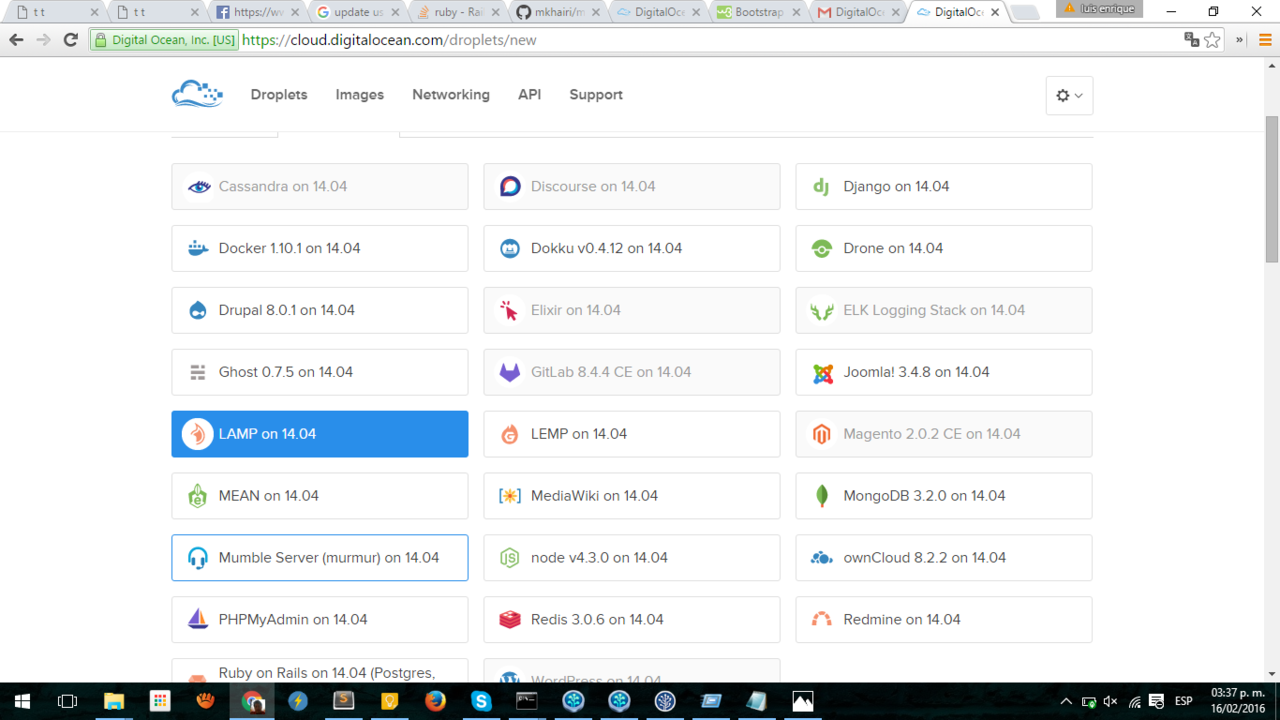 t t
t t
https://wv
update us
ruby - Rai
mkhairi/m
DigitalOce
Bootstrap
DigitalOce
DigitalOce
luis enrique
Digital Ocean, Inc. [US] https://cloud.digitalocean.com/droplets/new
Droplets Images Networking API Support
Cassandra on 14.04 Discourse on 14.04 Django on 14.04
Docker 1.10.1 on 14.04 Dokku v0.4.12 on 14.04 Drone on 14.04
Drupal 8.0.1 on 14.04 Elixir on 14.04 ELK Logging Stack on 14.04
Ghost 0.7.5 on 14.04 GitLab 8.4.4 CE on 14.04 Joomla! 3.4.8 on 14.04
LAMP on 14.04 LEMP on 14.04 Magento 2.0.2 CE on 14.04
MEAN on 14.04 MediaWiki on 14.04 MongoDB 3.2.0 on 14.04
Mumble Server (murmur) on 14.04 node v4.3.0 on 14.04 ownCloud 8.2.2 on 14.04
PHPMyAdmin on 14.04 Redis 3.0.6 on 14.04 Redmine on 14.04
Ruby on Rails on 14.04 (Postgres, WordPress on 14.04
ESP
03:37 p. m.
16/02/2016